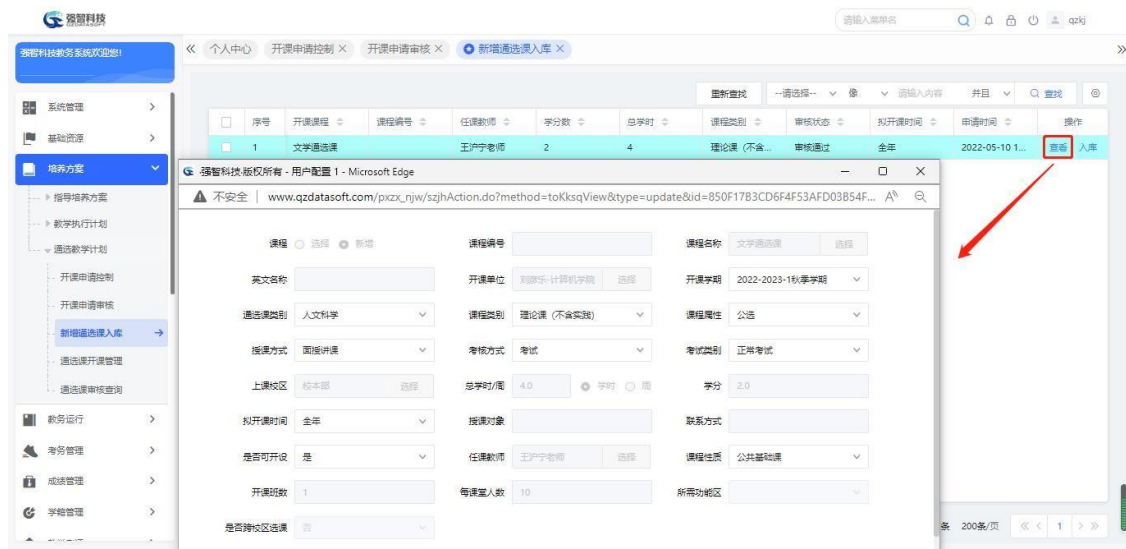 强智科技
QZDATASOFT
请输入菜单名
qzkj
强智科技教务系统欢迎您!
个人中心 开课申请控制 开课申请审核 新增通选课入库
系统管理
基础资源
培养方案
指导培养方案
教学执行计划
通选教学计划
开课申请控制
开课申请审核
新增通选课入库
通选课开课管理
通选课审核查询
教务运行
考务管理
成绩管理
学籍管理
重新查找 --请选择-- 像 请输入内容 并且 查找
序号 开课课程 课程编号 任课教师 学分数 总学时 课程类别 审核状态 拟开课时间 申请时间 操作
1 文学通选课 王沪宁老师 2 4 理论课（不含... 审核通过 全年 2022-05-10 1... 查看 入库
强智科技-版权所有 - 用户配置 1 - Microsoft Edge
不安全 | www.qzdatasoft.com/pxzx_njw/szjhAction.do?method=toKksqView&type=update&id=850F17B3CD6F4F53AFD03B54F...
课程 选择 新增 课程编号 课程名称 文学通选课 选择
英文名称 开课单位 选择 开课学期 2022-2023-1秋季学期
通选课类别 人文科学 课程类别 理论课（不含实践） 课程属性 公选
授课方式 面授讲课 考核方式 考试 考试类别 正常考试
上课校区 校本部 选择 总学时/周 4.0 学时 周 学分 2.0
拟开课时间 全年 授课对象 联系方式
是否可开设 是 任课教师 王沪宁老师 选择 课程性质 公共基础课
开课班数 1 每课堂人数 10 所需功能区
是否跨校区选课 否
条 200条/页 1